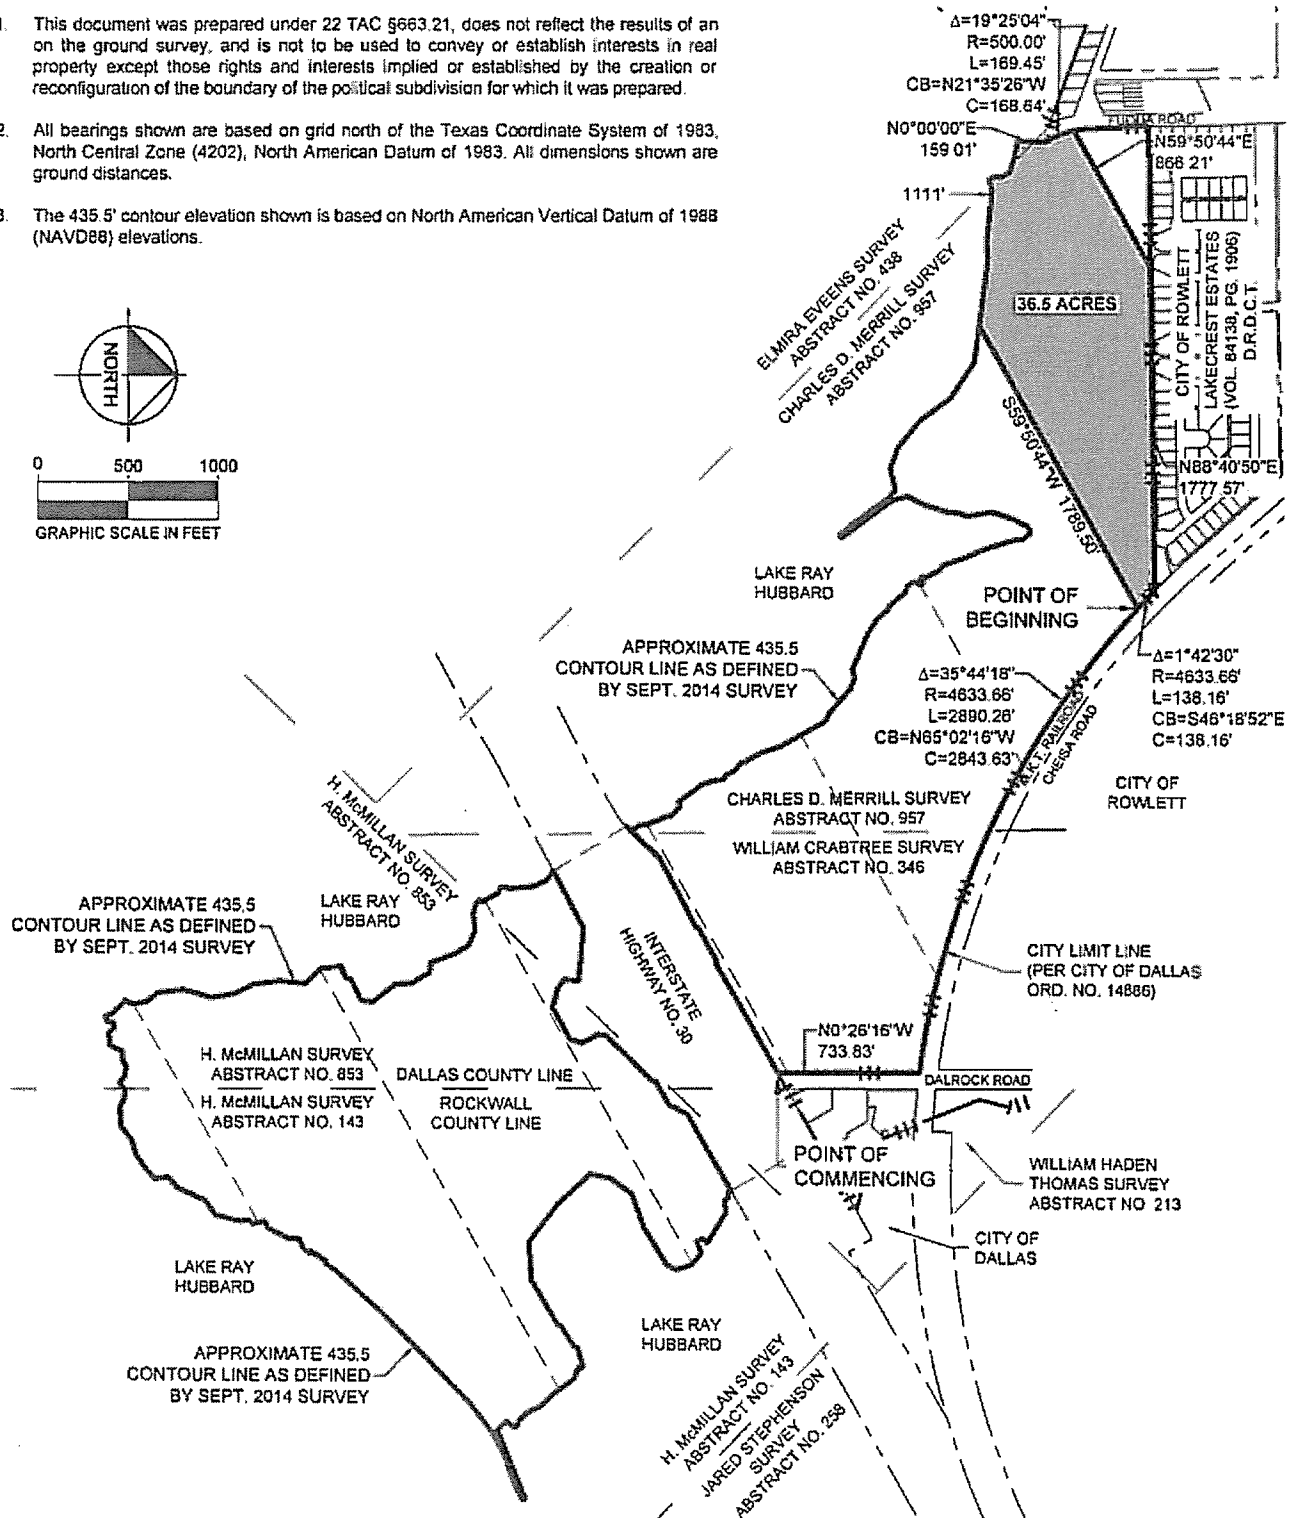 This document was prepared under 22 TAC §663.21, does not reflect the results of an
on the ground survey, and is not to be used to convey or establish interests in real
property except those rights and interests implied or established by the creation or
reconfiguration of the boundary of the political subdivision for which it was prepared.
2. All bearings shown are based on grid north of the Texas Coordinate System of 1983,
North Central Zone (4202), North American Datum of 1983. All dimensions shown are
ground distances.
3. The 435.5' contour elevation shown is based on North American Vertical Datum of 1988
(NAVD88) elevations.
Δ=19°25'04"
R=500.00'
L=169.45'
CB=N21°35'26"W
C=168.64'
N0°00'00"E
159 01'
1111'
ROAD
N59°50'44"E
866 21'
ELMIRA EVEENS SURVEY
ABSTRACT NO. 438
CHARLES D. MERRILL SURVEY
ABSTRACT NO. 957
36.5 ACRES
CITY OF ROWLETT
LAKECREST ESTATES
(VOL. 84138, PG. 1906)
D.R.D.C.T.
NORTH
0 500 1000
GRAPHIC SCALE IN FEET
S59°50'44"W 1789.50'
N88°40'50"E
1777 57'
LAKE RAY
HUBBARD
POINT OF
BEGINNING
APPROXIMATE 435.5
CONTOUR LINE AS DEFINED
BY SEPT. 2014 SURVEY
Δ=35°44'18"
R=4633.66'
L=2890.26'
CB=N65°02'16"W
C=2843.63'
Δ=1°42'30"
R=4633.66'
L=138.16'
CB=S46°18'52"E
C=138.16'
M.K.T. RAILROAD
CHEISA ROAD
CITY OF
ROWLETT
H. McMILLAN SURVEY
ABSTRACT NO. 853
CHARLES D. MERRILL SURVEY
ABSTRACT NO. 957
WILLIAM CRABTREE SURVEY
ABSTRACT NO. 346
APPROXIMATE 435.5
CONTOUR LINE AS DEFINED
BY SEPT. 2014 SURVEY
LAKE RAY
HUBBARD
INTERSTATE
HIGHWAY NO. 30
CITY LIMIT LINE
(PER CITY OF DALLAS
ORD. NO. 14886)
N0°26'16"W
733.83'
H. McMILLAN SURVEY
ABSTRACT NO. 853
H. McMILLAN SURVEY
ABSTRACT NO. 143
DALLAS COUNTY LINE
ROCKWALL
COUNTY LINE
DALROCK ROAD
POINT OF
COMMENCING
WILLIAM HADEN
THOMAS SURVEY
ABSTRACT NO 213
CITY OF
DALLAS
LAKE RAY
HUBBARD
LAKE RAY
HUBBARD
APPROXIMATE 435.5
CONTOUR LINE AS DEFINED
BY SEPT. 2014 SURVEY
H. McMILLAN SURVEY
ABSTRACT NO. 143
JARED STEPHENSON
SURVEY
ABSTRACT NO. 258